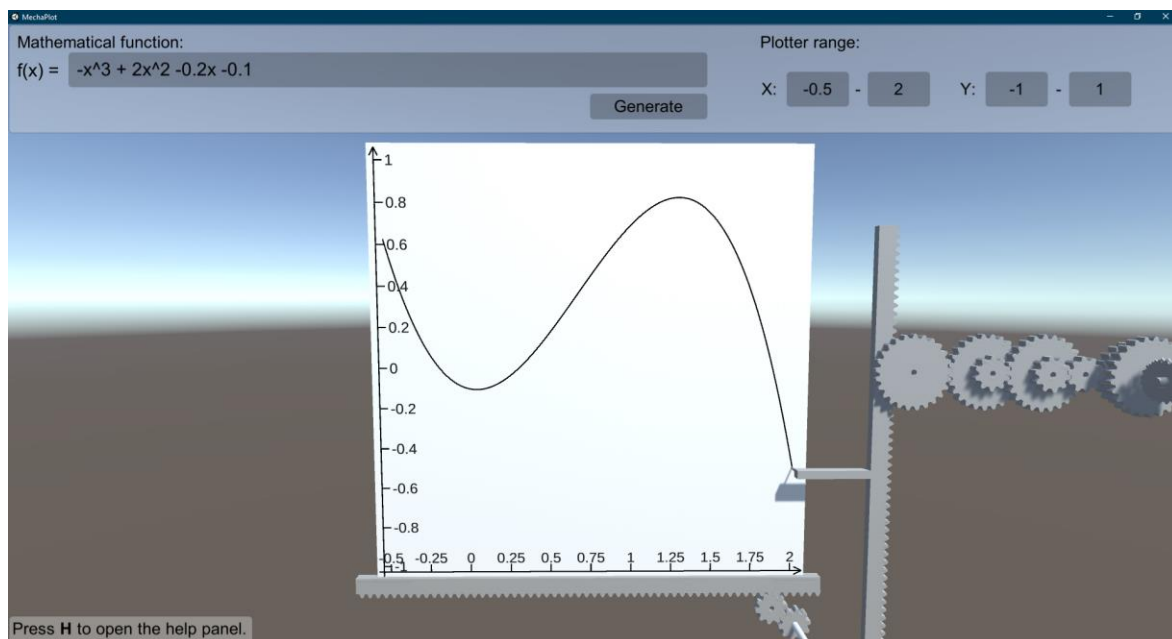 MechaPlot
Mathematical function:
f(x) = -x^3 + 2x^2 -0.2x -0.1
Generate
Plotter range:
X: -0.5 - 2 Y: -1 - 1
1
0.8
0.6
0.4
0.2
0
-0.2
-0.4
-0.6
-0.8
-1
-0.5 -0.25 0 0.25 0.5 0.75 1 1.25 1.5 1.75 2
Press H to open the help panel.